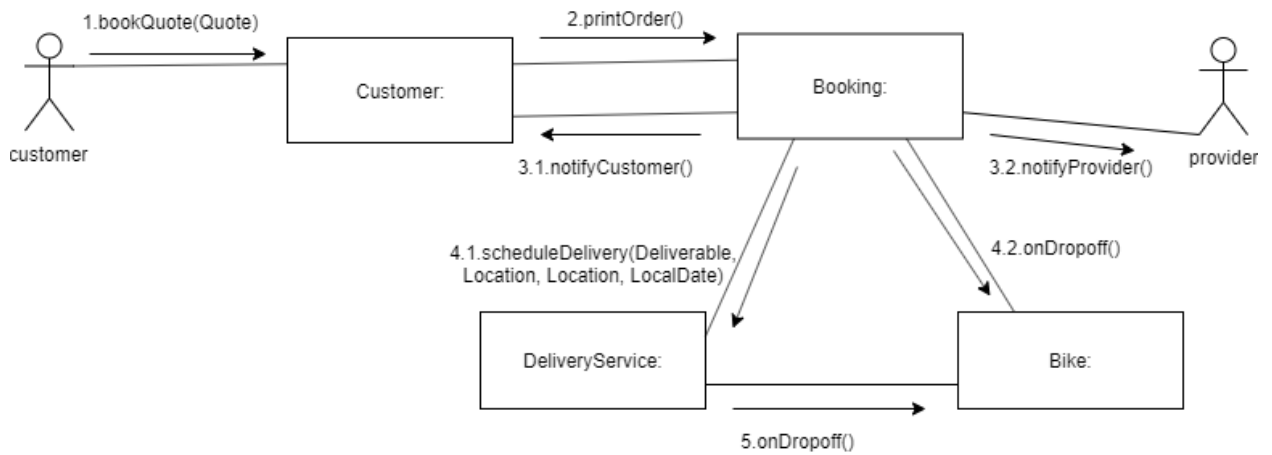 1.bookQuote(Quote)
2.printOrder()
Customer:
Booking:
customer
3.1.notifyCustomer()
3.2.notifyProvider()
provider
4.1.scheduleDelivery(Deliverable,
Location, Location, LocalDate)
4.2.onDropoff()
DeliveryService:
Bike:
5.onDropoff()